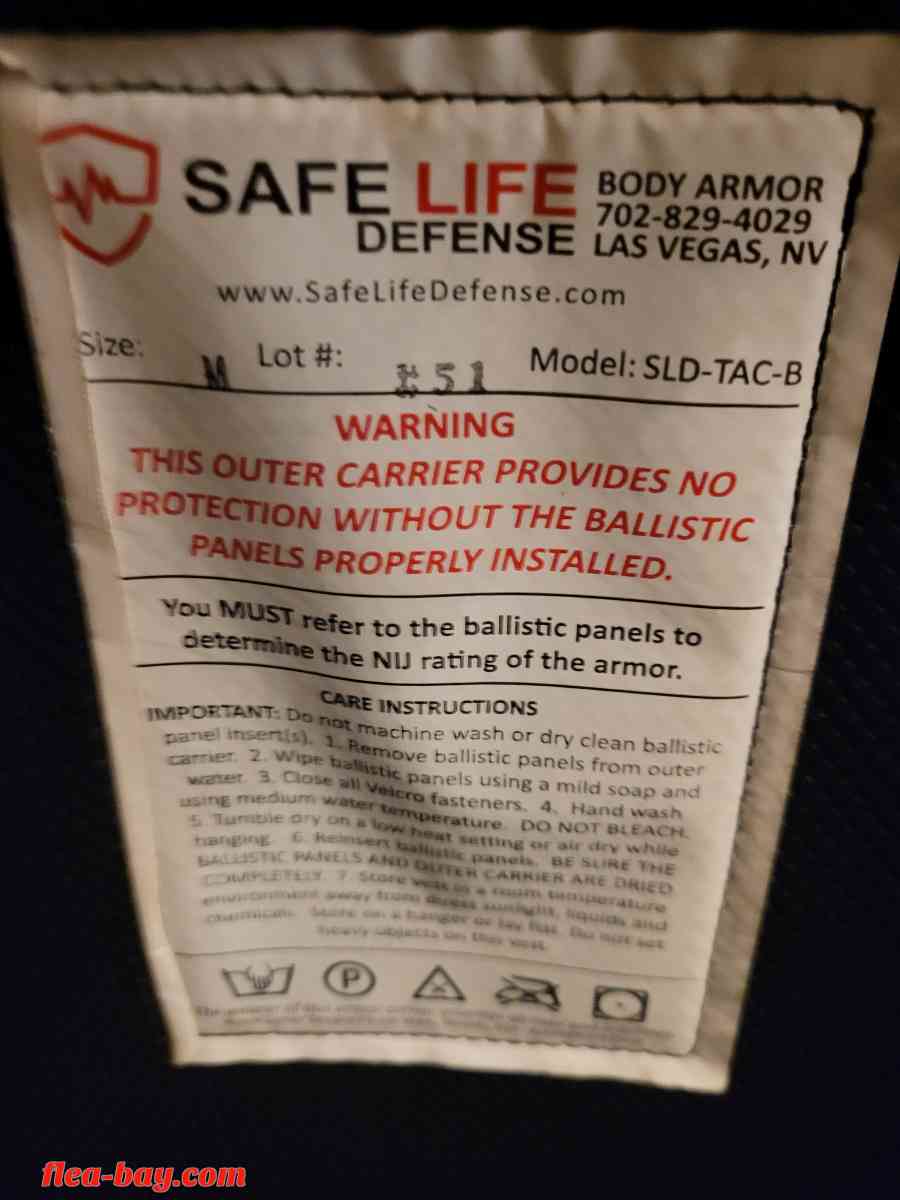 SAFE LIFE
DEFENSE
BODY ARMOR
702-829-4029
LAS VEGAS, NV
www.SafeLifeDefense.com
Size: M Lot #: #51 Model: SLD-TAC-B
WARNING
THIS OUTER CARRIER PROVIDES NO
PROTECTION WITHOUT THE BALLISTIC
PANELS PROPERLY INSTALLED.
You MUST refer to the ballistic panels to
determine the NIJ rating of the armor.
CARE INSTRUCTIONS
IMPORTANT: Do not machine wash or dry clean ballistic
panel insert(s). 1. Remove ballistic panels from outer
carrier. 2. Wipe ballistic panels using a mild soap and
water. 3. Close all Velcro fasteners. 4. Hand wash
using medium water temperature. DO NOT BLEACH.
5. Tumble dry on a low heat setting or air dry while
hanging. 6. Reinsert ballistic panels. BE SURE THE
BALLISTIC PANELS AND OUTER CARRIER ARE DRIED
COMPLETELY. 7. Store vest in a room temperature
environment away from direct sunlight, liquids and
chemicals. Store on a hanger or lay flat. Do not set
heavy objects on this vest.
P
flea-bay.com